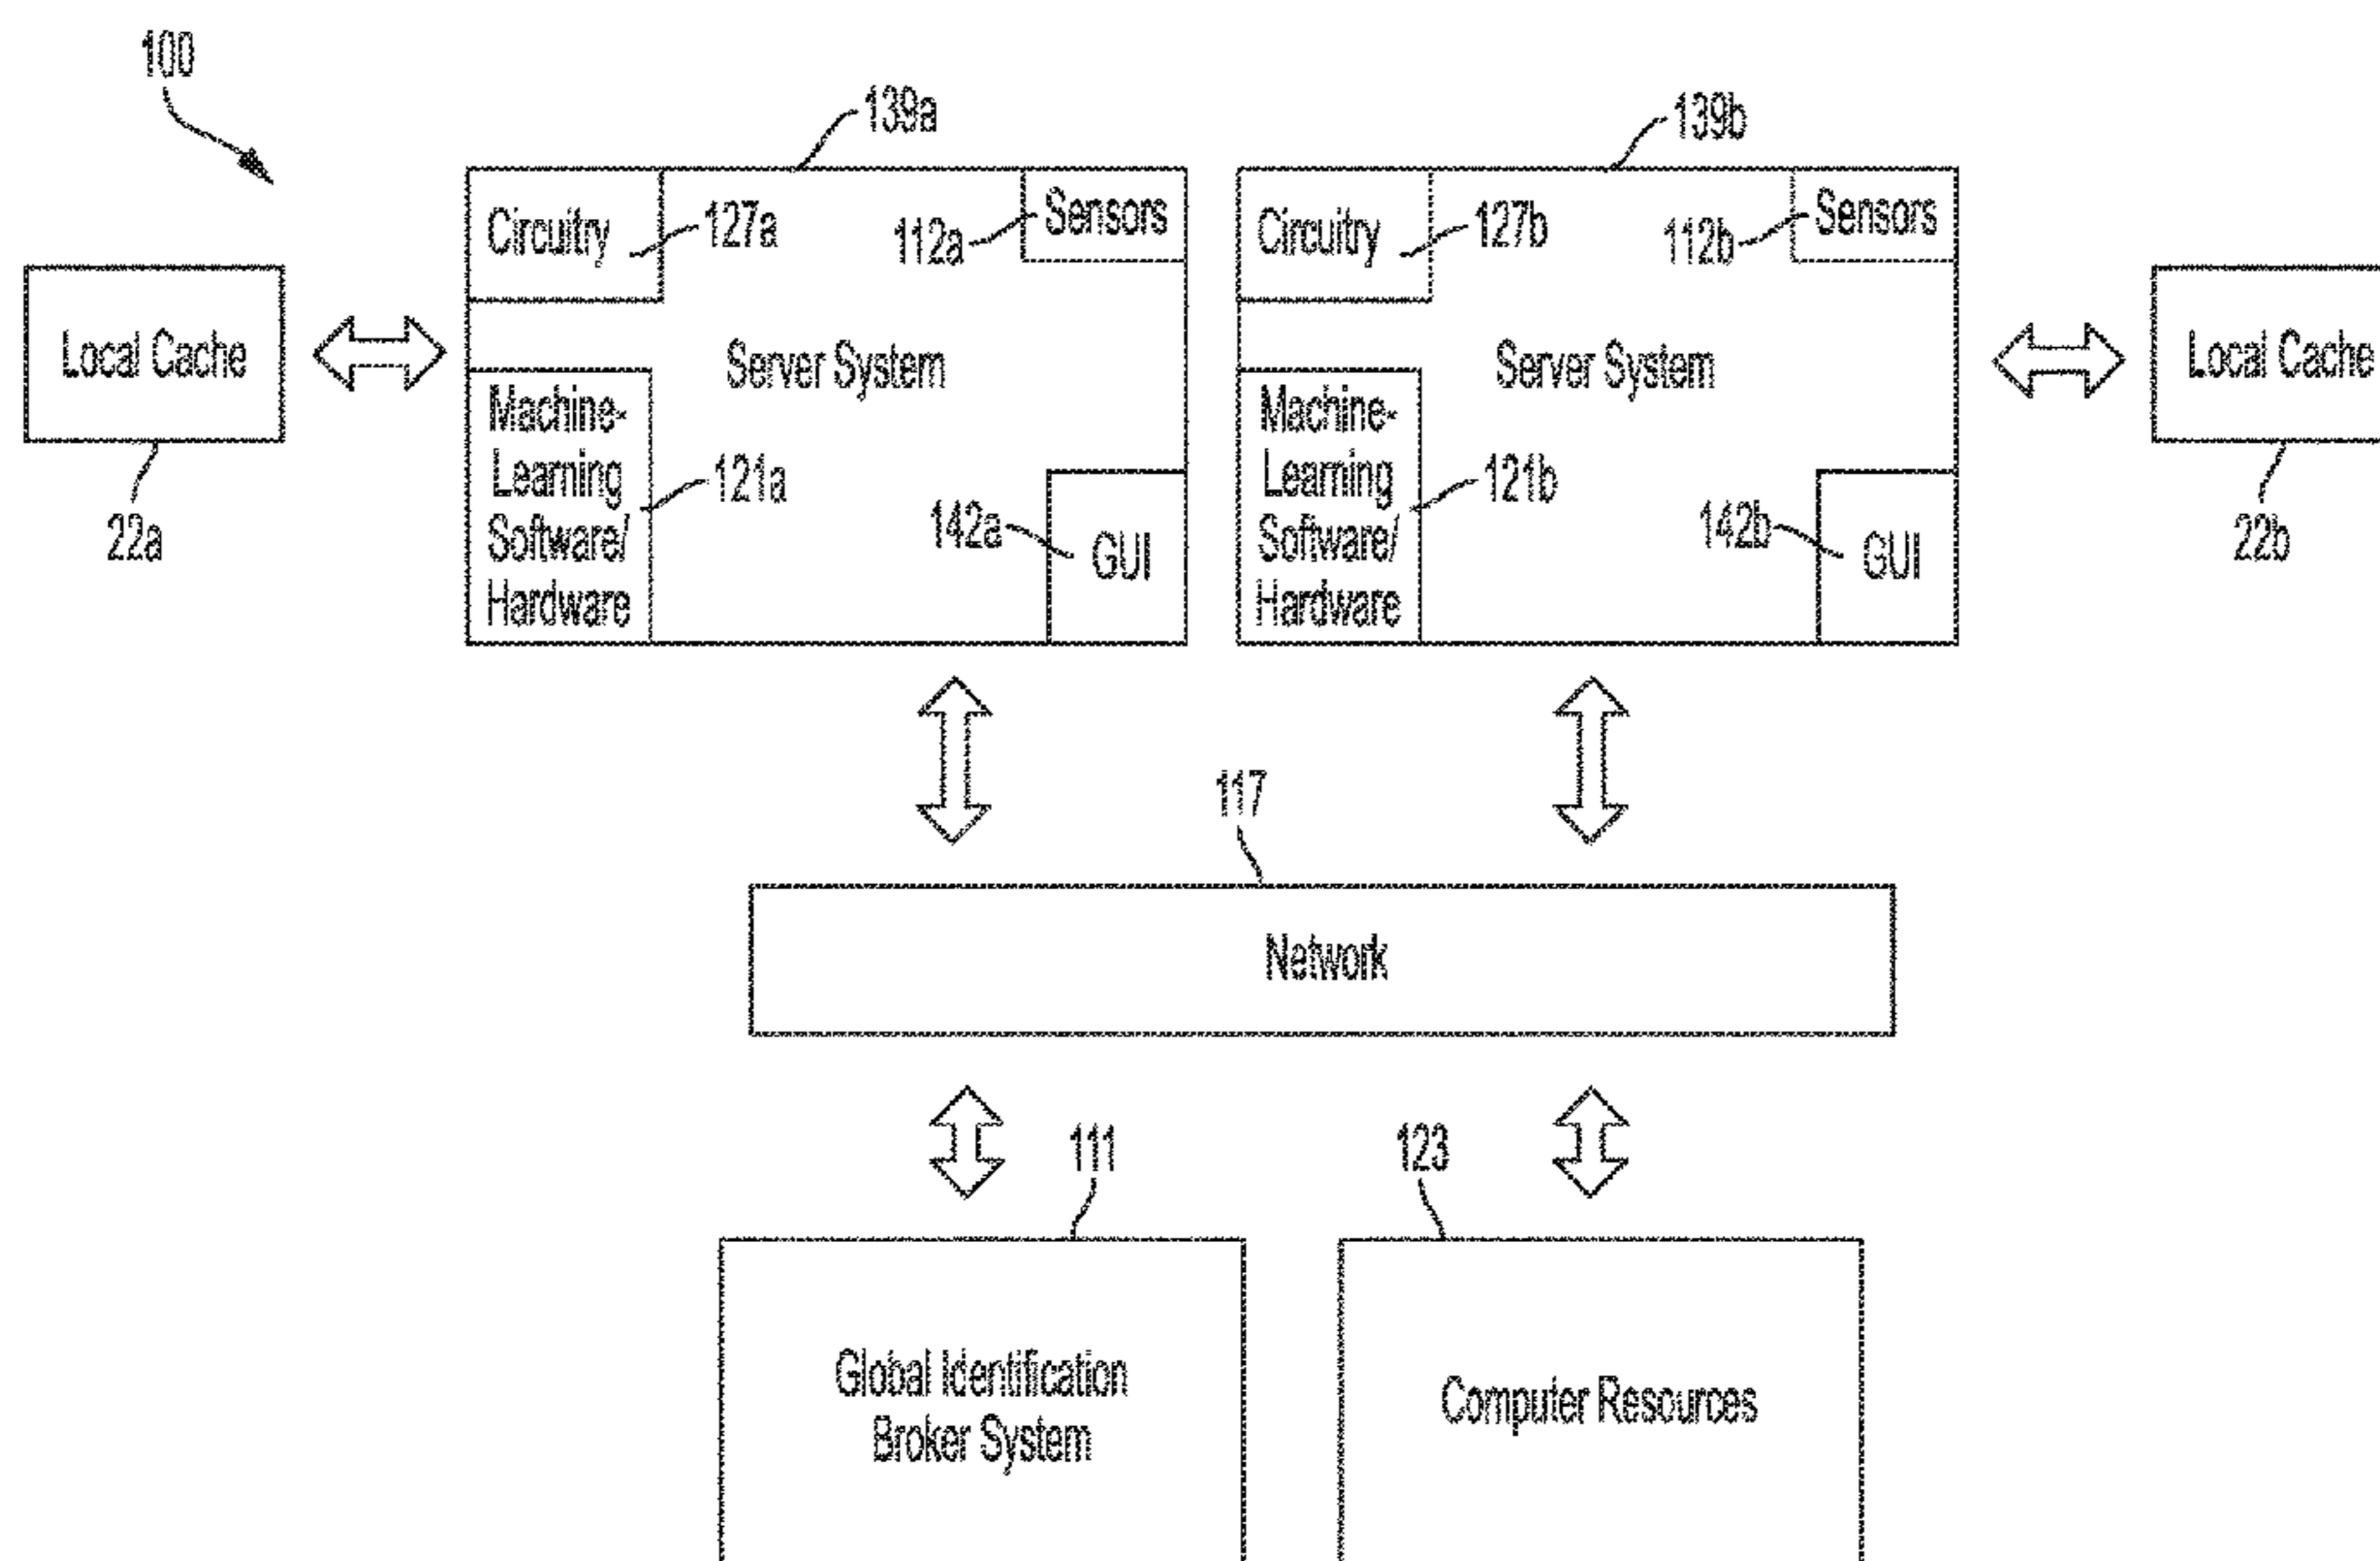 100
139a
139b
Circuitry
127a
112a
Sensors
Circuitry
127b
112b
Sensors
Local Cache
22a
Server System
Machine-
Learning
Software/
Hardware
121a
142a
GUI
Server System
Machine-
Learning
Software/
Hardware
121b
142b
GUI
Local Cache
22b
117
Network
111
123
Global Identification
Broker System
Computer Resources